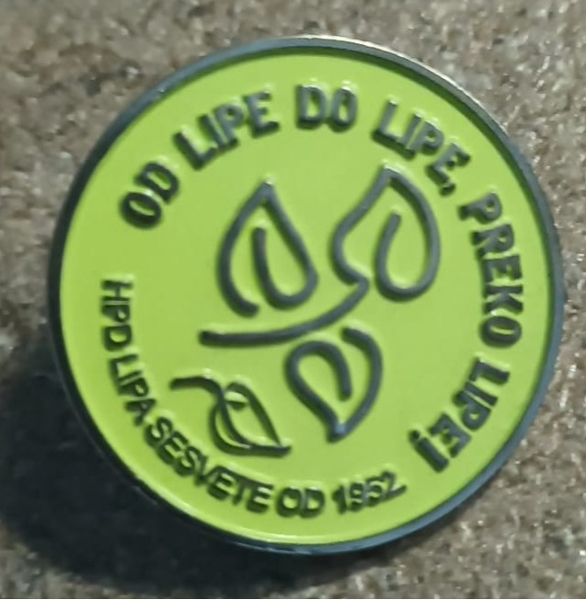 OD LIPE DO LIPE, PREKO LIPE!
HPD LIPA SESVETE OD 1952.